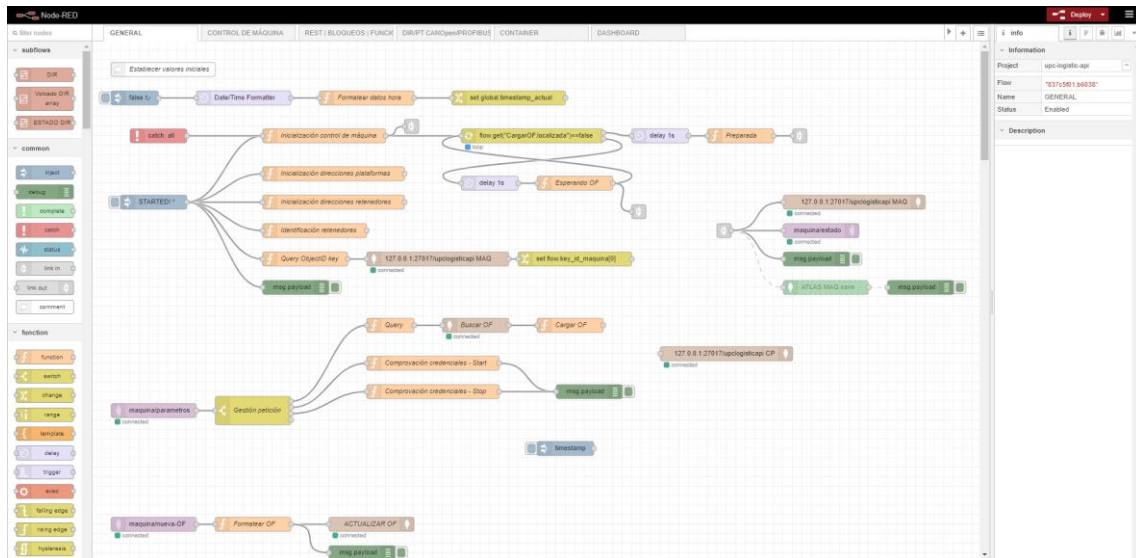 Node-RED
Deploy
filter nodes
GENERAL
CONTROL DE MÁQUINA
REST | BLOQUEOS | FUNCIO
DIR/PT CANOpen/PROFIBUS
CONTAINER
DASHBOARD
i info
subflows
DIR
Volcado DIR array
ESTADO DIR
common
inject
debug
complete
catch
status
link in
link out
comment
function
function
switch
change
range
template
delay
trigger
exec
falling edge
rising edge
hysteresis
Establecer valores iniciales
false ↻
Date/Time Formatter
Formatear datos hora
set global.timestamp_actual
catch: all
Inicialización control de máquina
flow.get("CargarOF.localizada")==false
loop
delay 1s
Preparada
Inicialización direcciones plataformas
delay 1s
Esperando OF
STARTED! ¹
Inicialización direcciones retenedores
127.0.0.1:27017/upclogisticapi MAQ
connected
Identificación retenedores
maquina/estado
connected
Query ObjectID key
127.0.0.1:27017/upclogisticapi MAQ
connected
set flow.key_id_maquina[0]
msg.payload
msg.payload
ATLAS MAQ save
msg.payload
Query
Buscar OF
connected
Cargar OF
127.0.0.1:27017/upclogisticapi CP
connected
Comprovación credenciales - Start
Comprovación credenciales - Stop
msg.payload
maquina/parametros
connected
Gestión petición
timestamp
maquina/nueva-OF
connected
Formatear OF
ACTUALIZAR OF
connected
msg.payload
Information
Project
upc-logistic-api
Flow
"837c5f01.b6038"
Name
GENERAL
Status
Enabled
Description